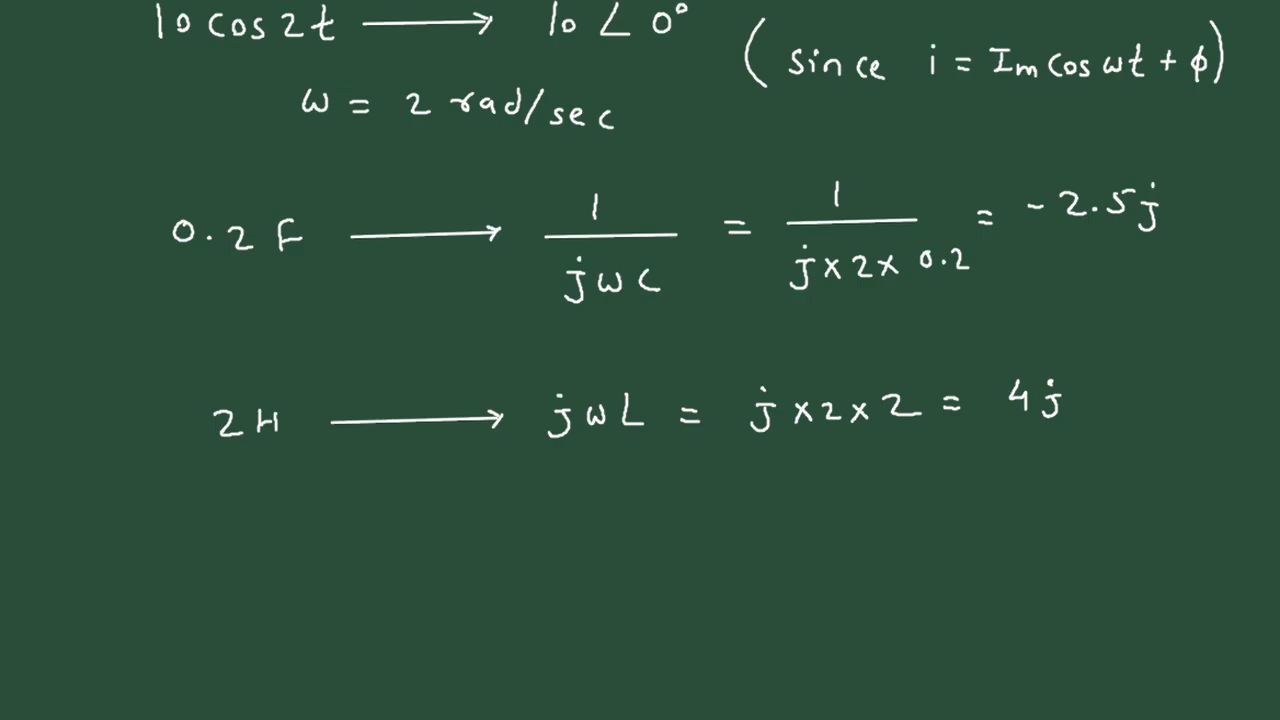 10 cos 2t ⟶ 10 ∠ 0°
(since i = Im cos ωt + ϕ)
ω = 2 rad/sec
0.2 F ⟶ 1/jωC = 1/j×2×0.2 = -2.5j
2H ⟶ jωL = j×2×2 = 4j